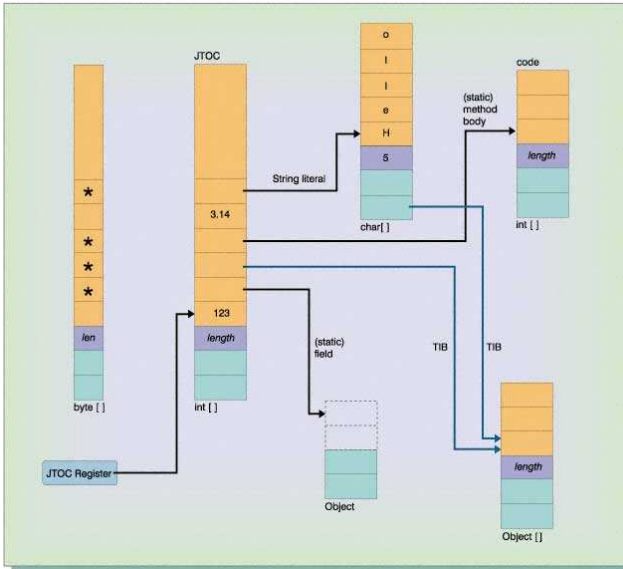 JTOC
o
l
l
e
H
5
char[ ]
code
(static)
method
body
length
int [ ]
*
*
*
*
len
byte [ ]
String literal
3.14
123
length
int [ ]
(static)
field
TIB
TIB
JTOC Register
Object
length
Object [ ]